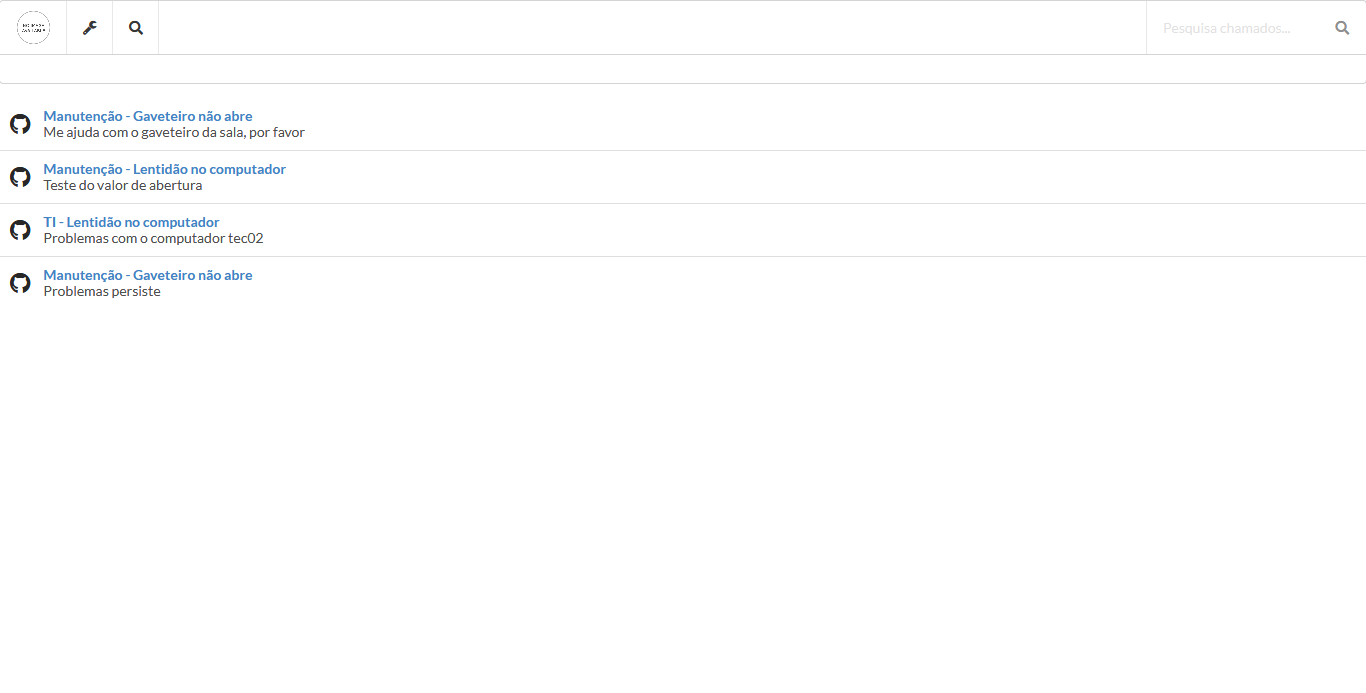 Pesquisa chamados...
Manutenção - Gaveteiro não abre
Me ajuda com o gaveteiro da sala, por favor
Manutenção - Lentidão no computador
Teste do valor de abertura
TI - Lentidão no computador
Problemas com o computador tec02
Manutenção - Gaveteiro não abre
Problemas persiste